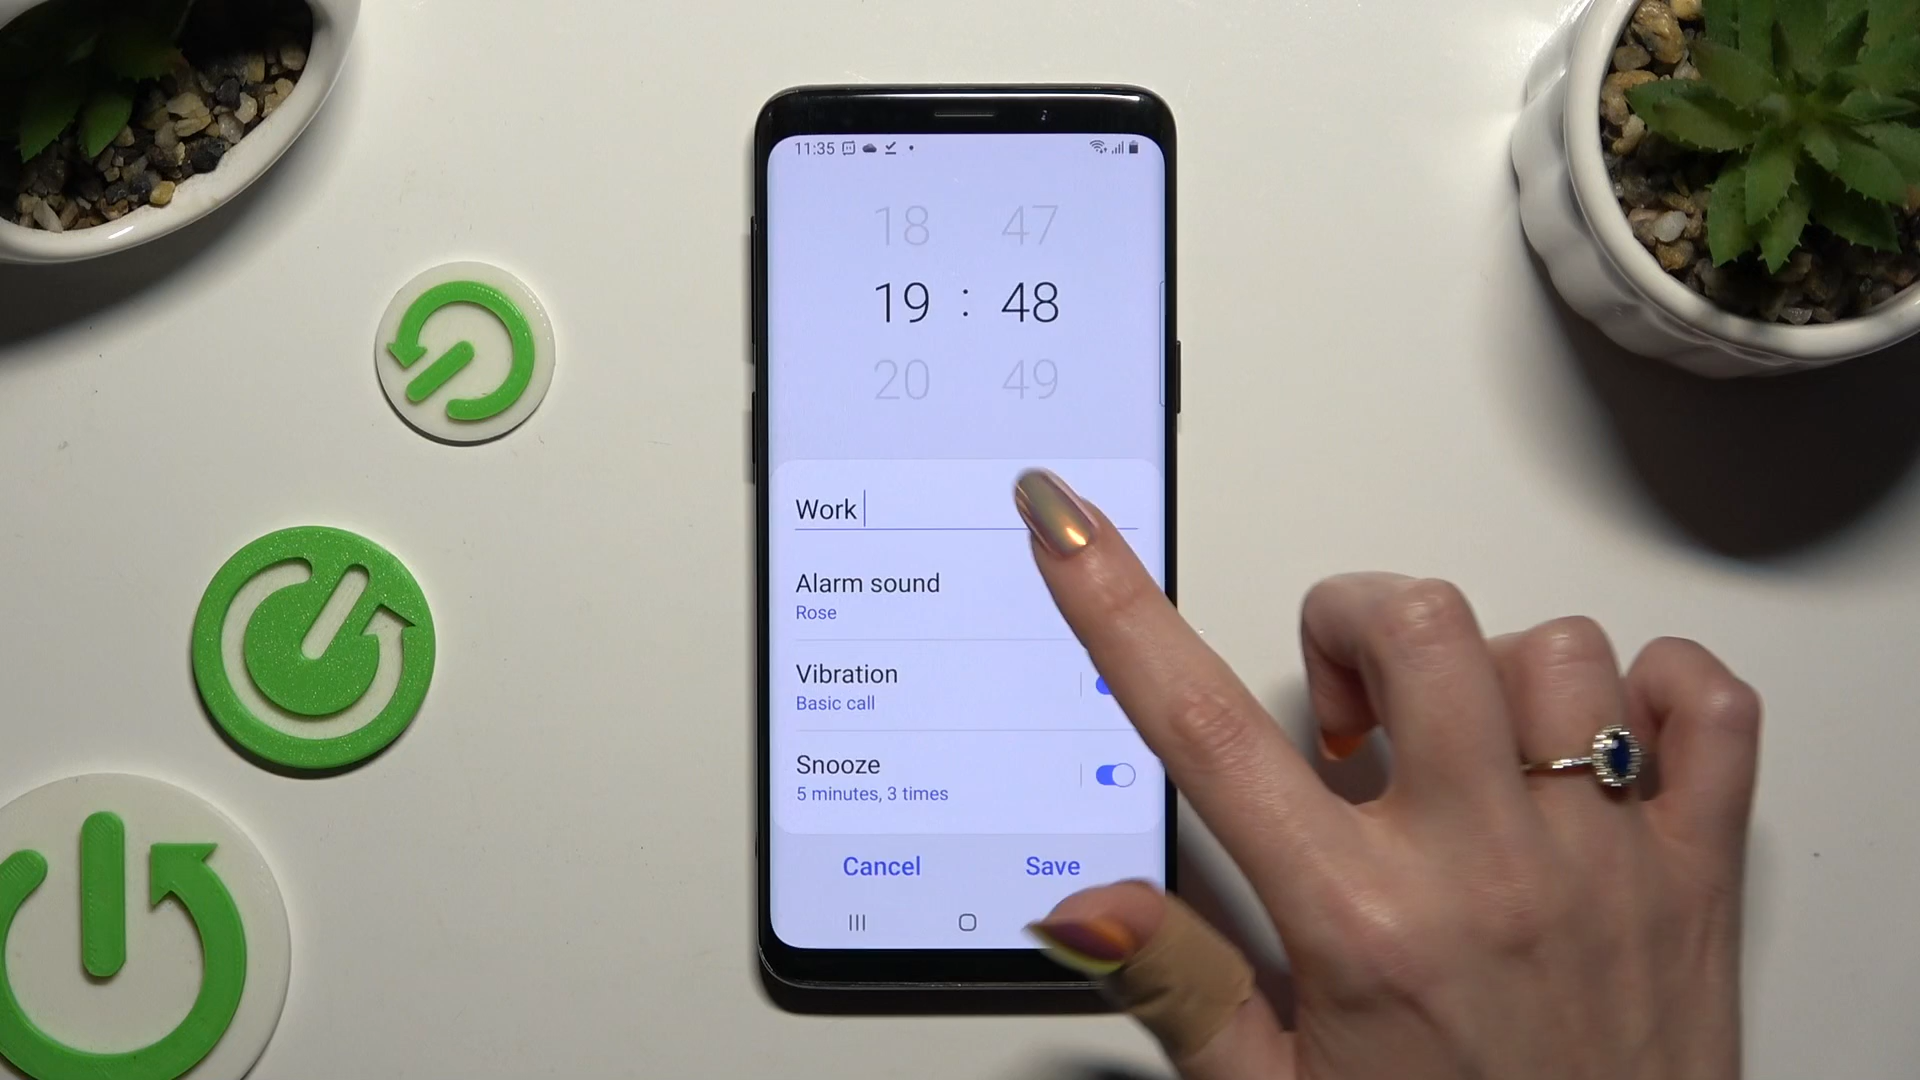 11:35
18 47
19 : 48
20 49
Work
Alarm sound
Rose
Vibration
Basic call
Snooze
5 minutes, 3 times
Cancel Save